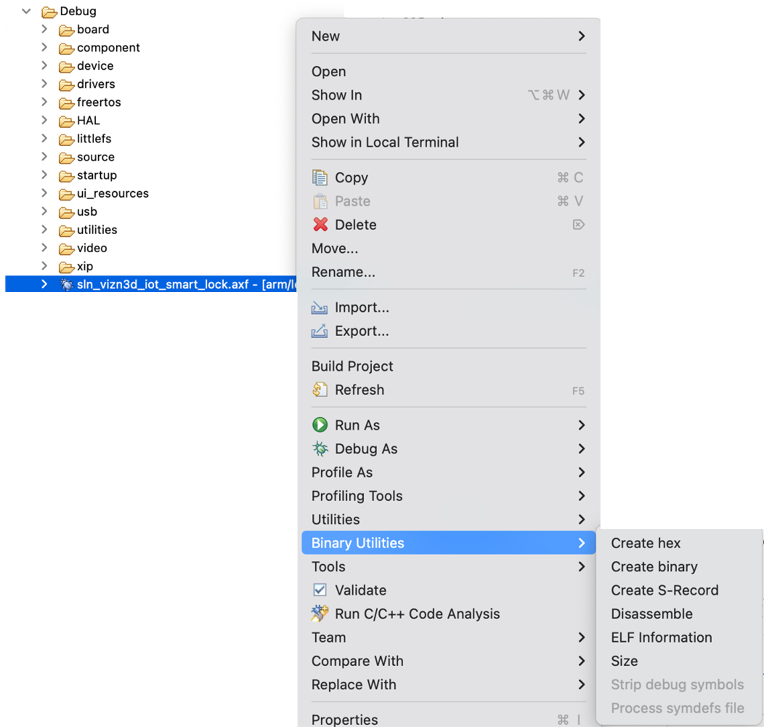 Debug
board
component
device
drivers
freertos
HAL
littlefs
source
startup
ui_resources
usb
utilities
video
xip
sln_vizn3d_iot_smart_lock.axf - [arm/l
New
Open
Show In ⌥⌘W
Open With
Show in Local Terminal
Copy ⌘C
Paste ⌘V
Delete ⌦
Move...
Rename... F2
Import...
Export...
Build Project
Refresh F5
Run As
Debug As
Profile As
Profiling Tools
Utilities
Binary Utilities
Tools
Validate
Run C/C++ Code Analysis
Team
Compare With
Replace With
Properties ⌘I
Create hex
Create binary
Create S-Record
Disassemble
ELF Information
Size
Strip debug symbols
Process symdefs file